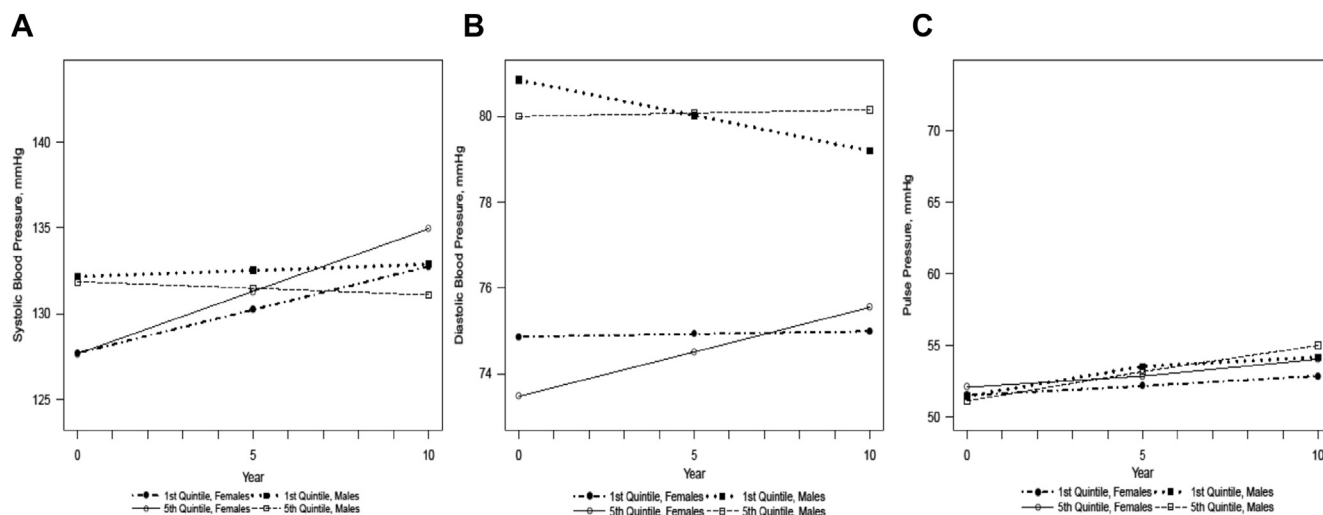 A
Systolic Blood Pressure, mmHg
140
135
130
125
0 5 10
Year
1st Quintile, Females 1st Quintile, Males
5th Quintile, Females 5th Quintile, Males
B
Diastolic Blood Pressure, mmHg
80
78
76
74
0 5 10
Year
1st Quintile, Females 1st Quintile, Males
5th Quintile, Females 5th Quintile, Males
C
Pulse Pressure, mmHg
70
65
60
55
50
0 5 10
Year
1st Quintile, Females 1st Quintile, Males
5th Quintile, Females 5th Quintile, Males